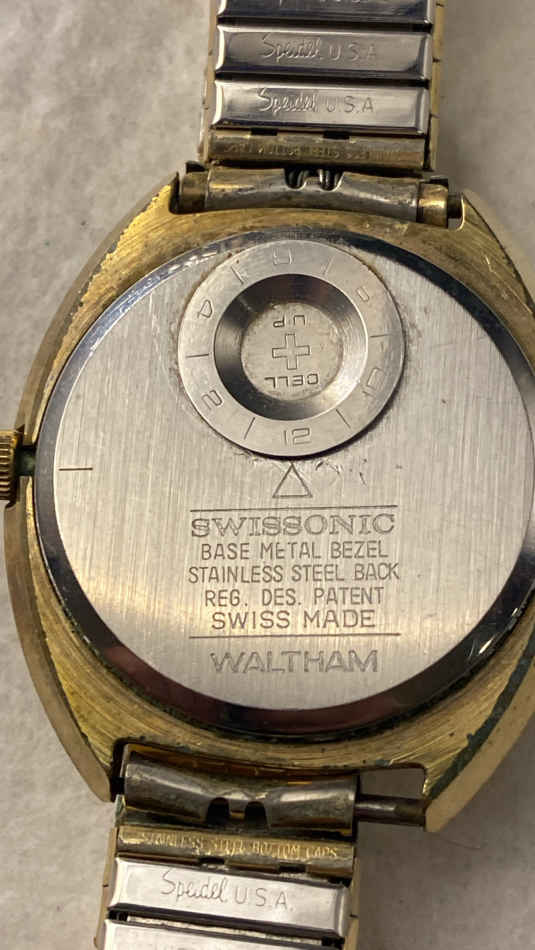 Speidel U.S.A.
Speidel U.S.A.
8
4
2
12
CELL
UP
SWISSONIC
BASE METAL BEZEL
STAINLESS STEEL BACK
REG. DES. PATENT
SWISS MADE
WALTHAM
STAINLESS STEEL BOTTOM CAPS
Speidel U.S.A.